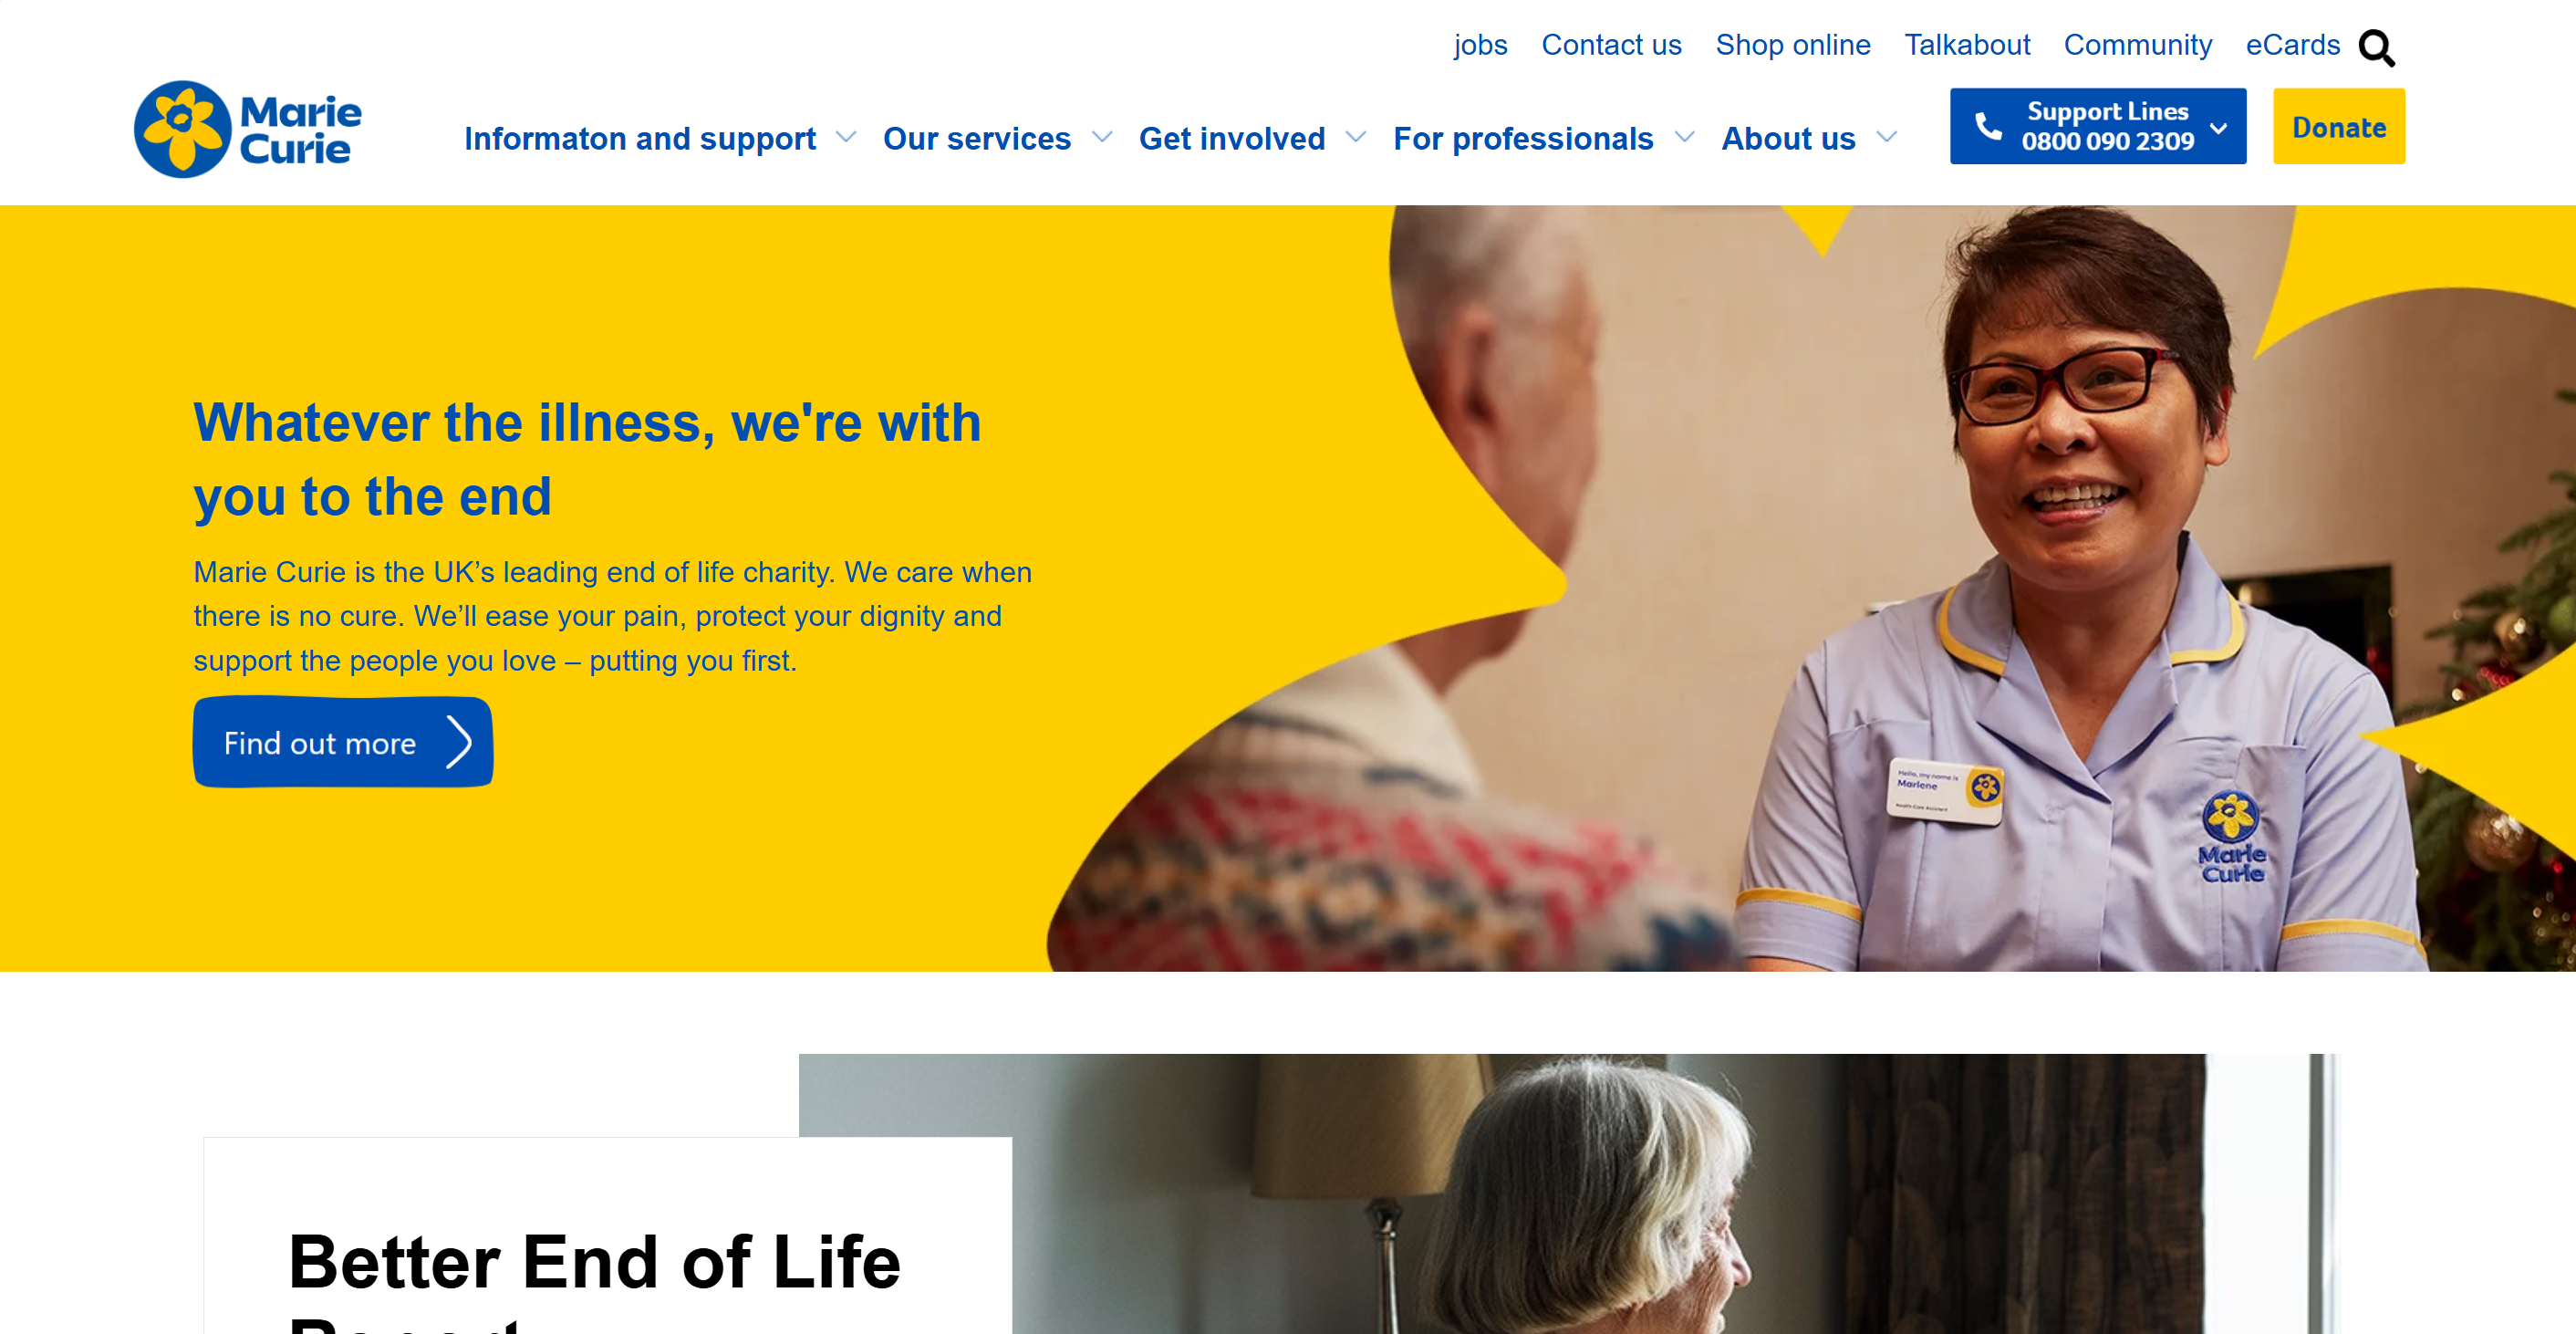 jobs Contact us Shop online Talkabout Community eCards
Marie
Curie
Informaton and support Our services Get involved For professionals About us
Support Lines
0800 090 2309
Donate
Whatever the illness, we're with
you to the end
Marie Curie is the UK’s leading end of life charity. We care when
there is no cure. We’ll ease your pain, protect your dignity and
support the people you love – putting you first.
Find out more
Hello, my name is
Marlene
Health Care Assistant
Marie
Curie
Better End of Life
Report